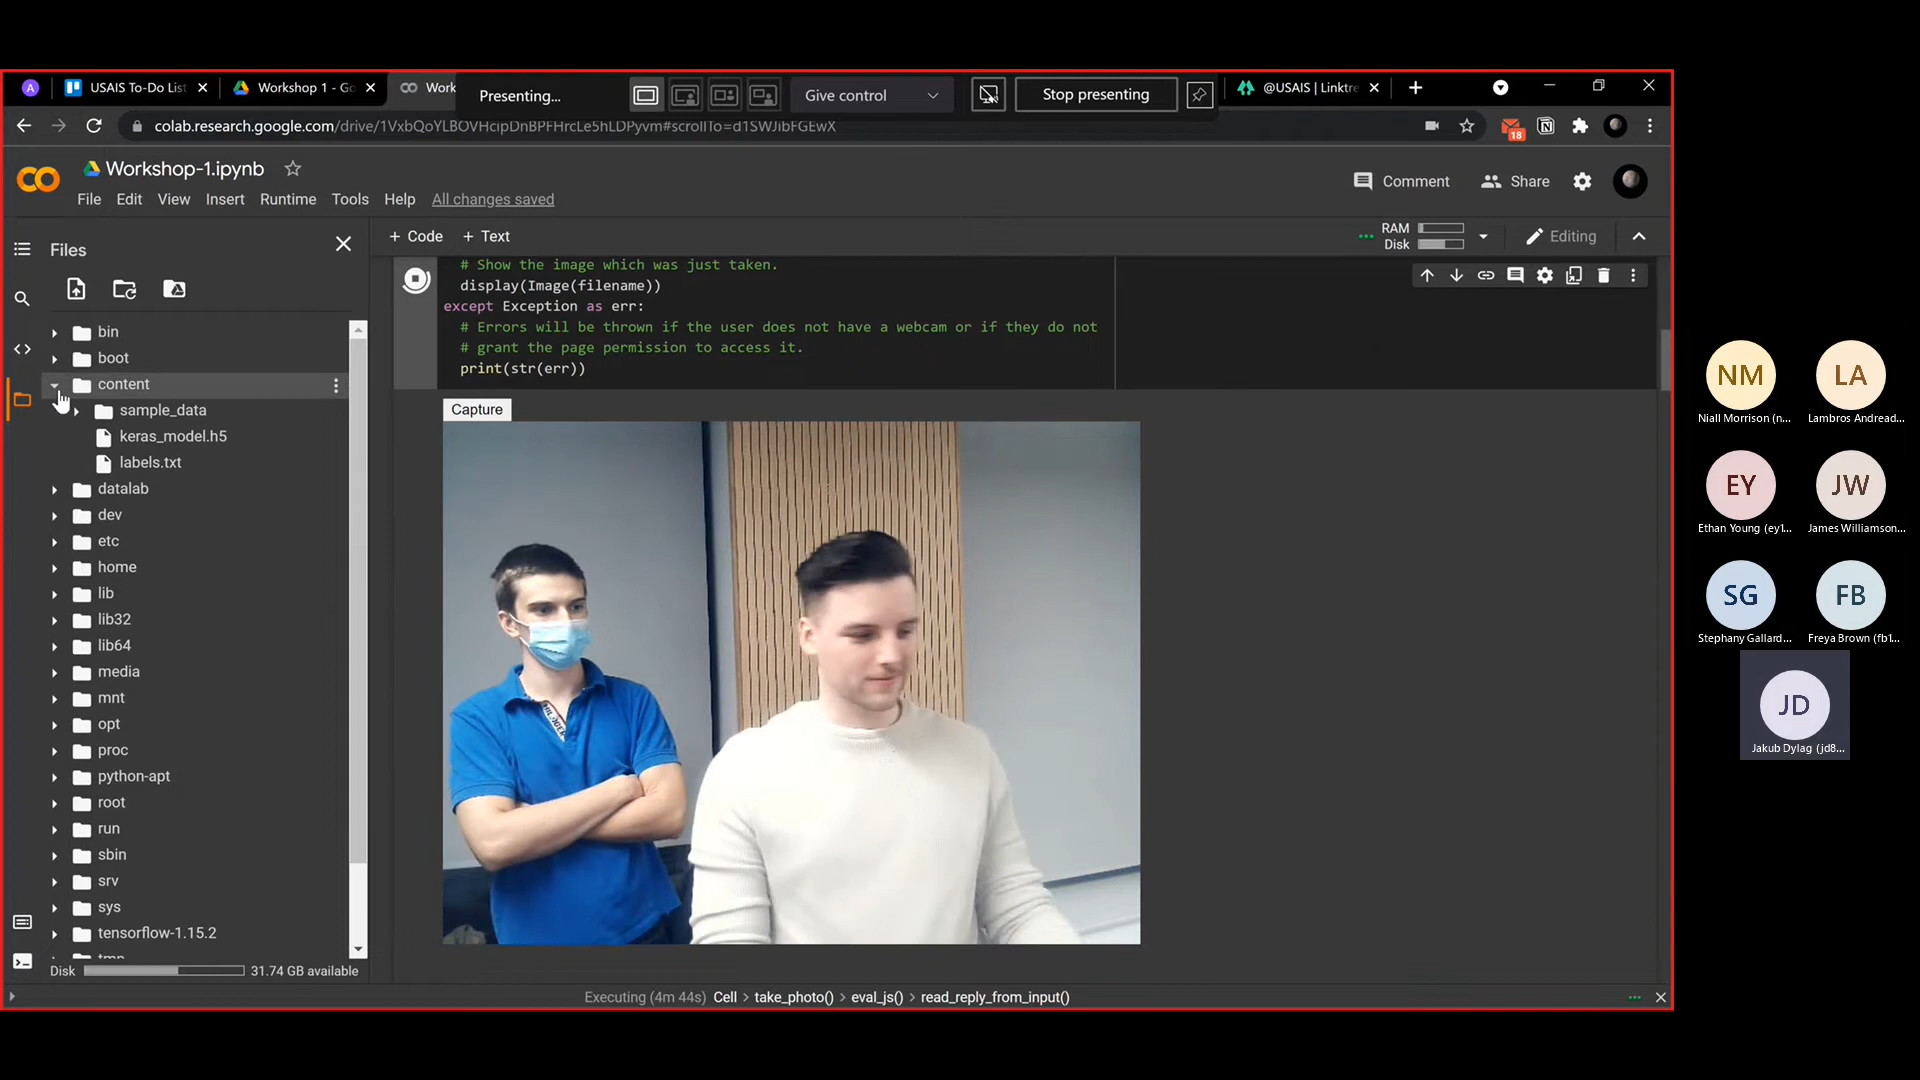 A
USAIS To-Do List
Workshop 1 - Go
Work
Presenting...
Give control
Stop presenting
@USAIS | Linktre
colab.research.google.com/drive/1VxbQoYLBOVHcipDnBPFHrcLe5hLDPyvm#scrollTo=d1SWJibFGEwX
18
Workshop-1.ipynb
File Edit View Insert Runtime Tools Help All changes saved
Comment
Share
Files
+ Code + Text
RAM
Disk
Editing
# Show the image which was just taken.
display(Image(filename))
except Exception as err:
# Errors will be thrown if the user does not have a webcam or if they do not
# grant the page permission to access it.
print(str(err))
Capture
bin
boot
content
sample_data
keras_model.h5
labels.txt
datalab
dev
etc
home
lib
lib32
lib64
media
mnt
opt
proc
python-apt
root
run
sbin
srv
sys
tensorflow-1.15.2
tmp
Disk
31.74 GB available
Executing (4m 44s) Cell > take_photo() > eval_js() > read_reply_from_input()
NM
Niall Morrison (n...
LA
Lambros Andread...
EY
Ethan Young (ey1...
JW
James Williamson...
SG
Stephany Gallard...
FB
Freya Brown (fb1...
JD
Jakub Dylag (jd8...